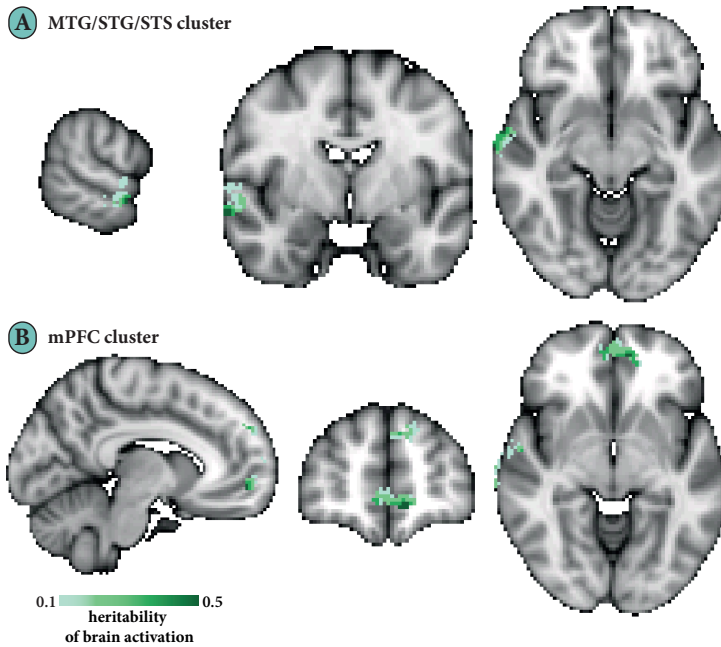 A MTG/STG/STS cluster
B mPFC cluster
0.1 0.5
heritability
of brain activation